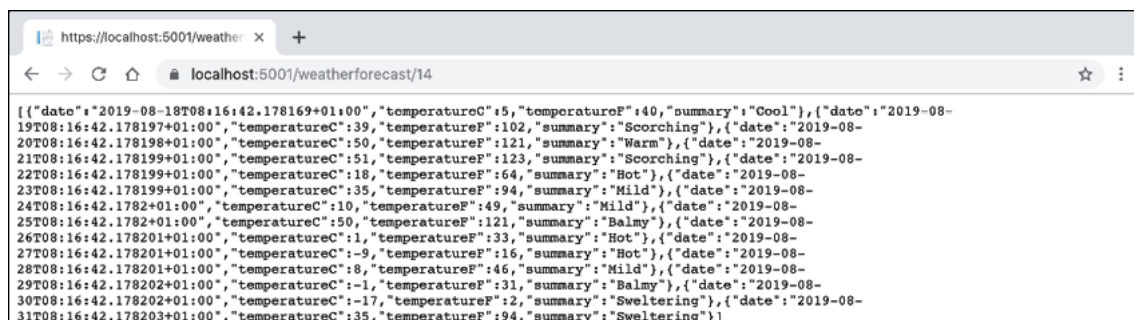 https://localhost:5001/weather
localhost:5001/weatherforecast/14
[{"date":"2019-08-18T08:16:42.178169+01:00","temperatureC":5,"temperatureF":40,"summary":"Cool"},{"date":"2019-08-
19T08:16:42.178197+01:00","temperatureC":39,"temperatureF":102,"summary":"Scorching"},{"date":"2019-08-
20T08:16:42.178198+01:00","temperatureC":50,"temperatureF":121,"summary":"Warm"},{"date":"2019-08-
21T08:16:42.178199+01:00","temperatureC":51,"temperatureF":123,"summary":"Scorching"},{"date":"2019-08-
22T08:16:42.178199+01:00","temperatureC":18,"temperatureF":64,"summary":"Hot"},{"date":"2019-08-
23T08:16:42.178199+01:00","temperatureC":35,"temperatureF":94,"summary":"Mild"},{"date":"2019-08-
24T08:16:42.1782+01:00","temperatureC":10,"temperatureF":49,"summary":"Mild"},{"date":"2019-08-
25T08:16:42.1782+01:00","temperatureC":50,"temperatureF":121,"summary":"Balmy"},{"date":"2019-08-
26T08:16:42.178201+01:00","temperatureC":1,"temperatureF":33,"summary":"Hot"},{"date":"2019-08-
27T08:16:42.178201+01:00","temperatureC":-9,"temperatureF":16,"summary":"Hot"},{"date":"2019-08-
28T08:16:42.178201+01:00","temperatureC":8,"temperatureF":46,"summary":"Mild"},{"date":"2019-08-
29T08:16:42.178202+01:00","temperatureC":-1,"temperatureF":31,"summary":"Balmy"},{"date":"2019-08-
30T08:16:42.178202+01:00","temperatureC":-17,"temperatureF":2,"summary":"Sweltering"},{"date":"2019-08-
31T08:16:42.178203+01:00","temperatureC":35,"temperatureF":94,"summary":"Sweltering"}]